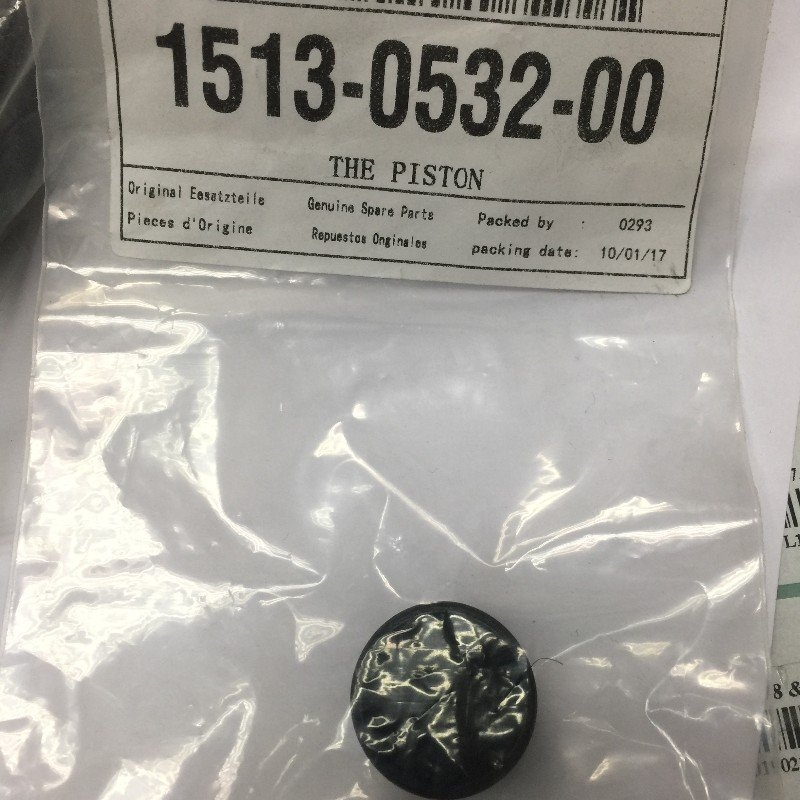 1513-0532-00
THE PISTON
Original Eesatzteile
Genuine Spare Parts
Packed by : 0293
Pieces d'Origine
Repuestos Onginales
packing date: 10/01/17
8 &